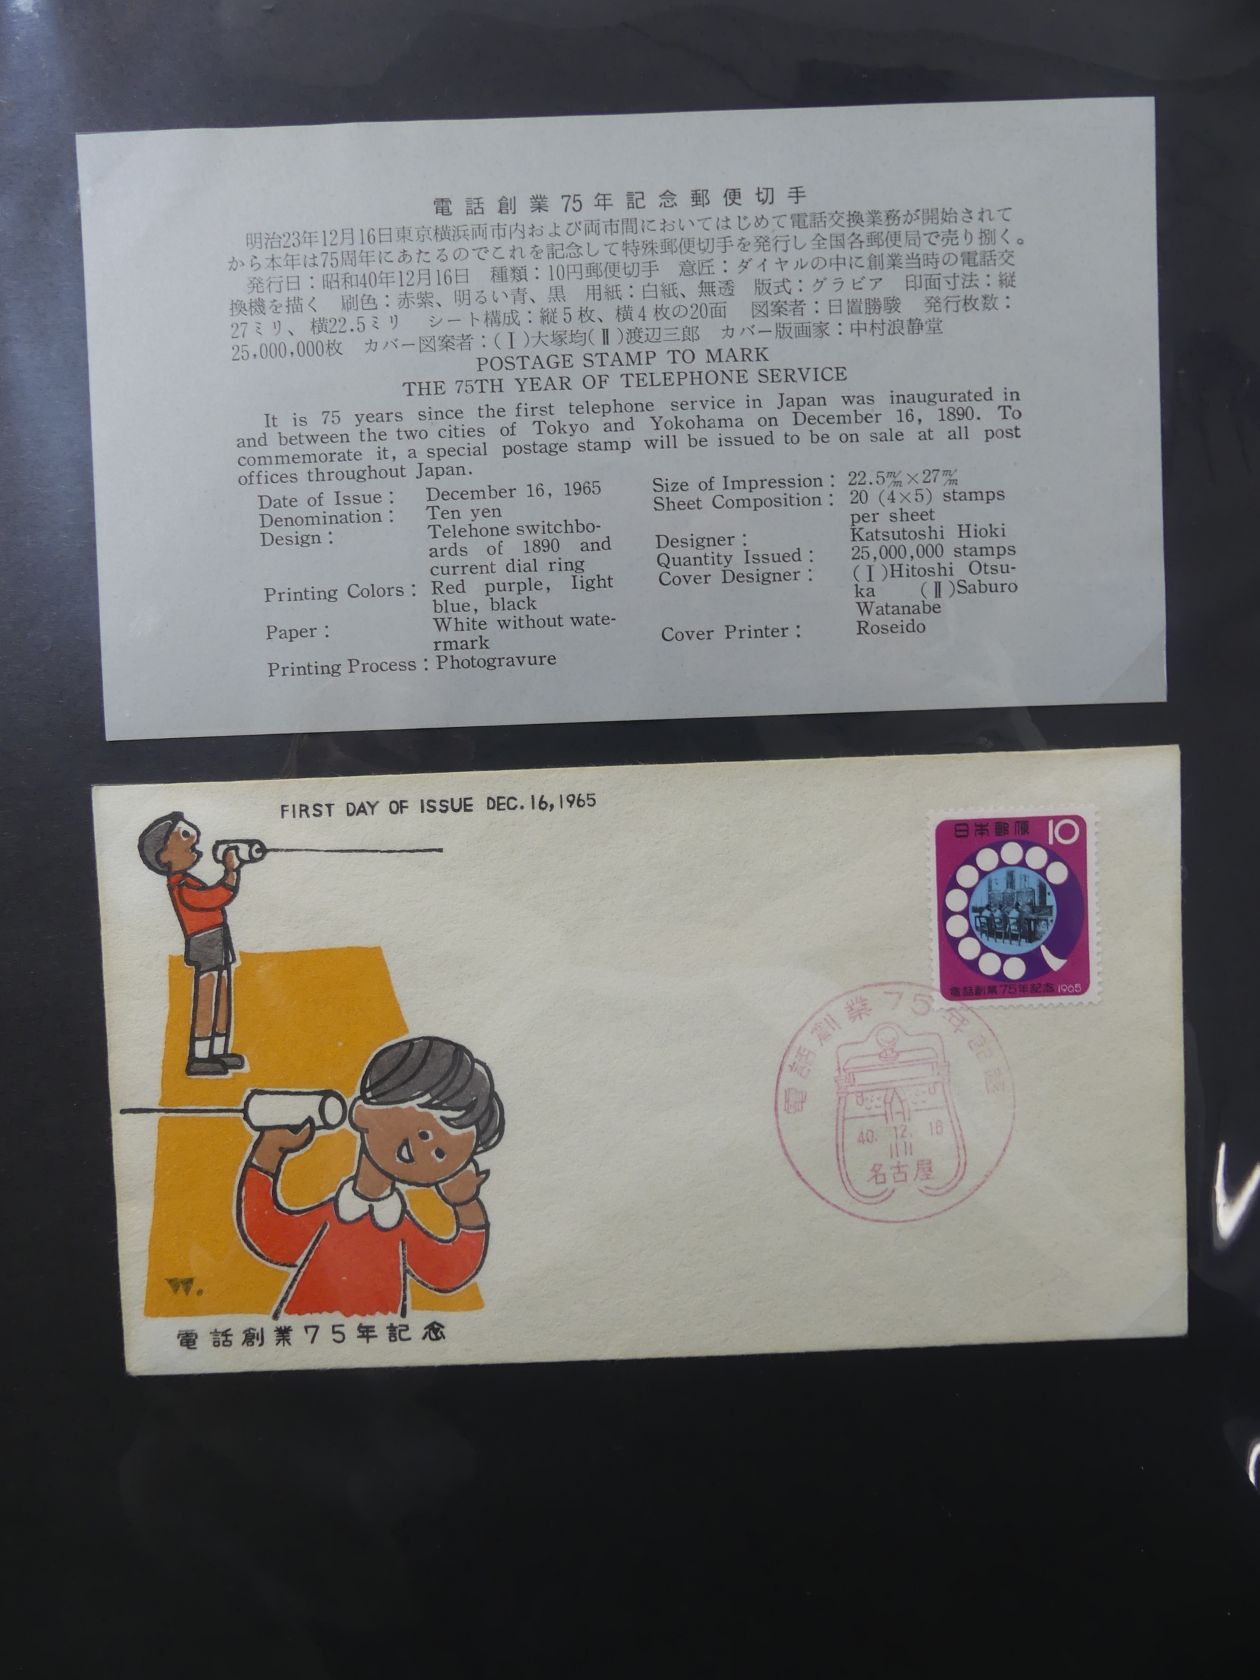 電話創業75年記念郵便切手
明治23年12月16日東京横浜両市内および両市間においてはじめて電話交換業務が開始されて
から本年は75周年にあたるのでこれを記念して特殊郵便切手を発行し全国各郵便局で売り捌く。
発行日：昭和40年12月16日 種類：10円郵便切手 意匠：ダイヤルの中に創業当時の電話交
換機を描く 刷色：赤紫、明るい青、黒 用紙：白紙、無透 版式：グラビア 印面寸法：縦
27ミリ、横22.5ミリ シート構成：縦5枚、横4枚の20面 図案者：日置勝駿 発行枚数：
25,000,000枚 カバー図案者：(Ⅰ)大塚均(Ⅱ)渡辺三郎 カバー版画家：中村浪静堂
POSTAGE STAMP TO MARK
THE 75TH YEAR OF TELEPHONE SERVICE
It is 75 years since the first telephone service in Japan was inaugurated in
and between the two cities of Tokyo and Yokohama on December 16, 1890. To
commemorate it, a special postage stamp will be issued to be on sale at all post
offices throughout Japan.
Date of Issue： December 16, 1965
Denomination： Ten yen
Design： Telehone switchbo-
ards of 1890 and
current dial ring
Printing Colors： Red purple, Iight
blue, black
Paper： White without wate-
rmark
Printing Process：Photogravure
Size of Impression： 22.5m/m×27m/m
Sheet Composition： 20 (4×5) stamps
per sheet
Designer： Katsutoshi Hioki
Quantity Issued： 25,000,000 stamps
Cover Designer： (Ⅰ)Hitoshi Otsu-
ka (Ⅱ)Saburo
Watanabe
Cover Printer： Roseido
FIRST DAY OF ISSUE DEC.16,1965
日本郵便 10
電話創業75年記念 1965
電話創業75年記念
40. 12. 16
名古屋
W.
電話創業75年記念